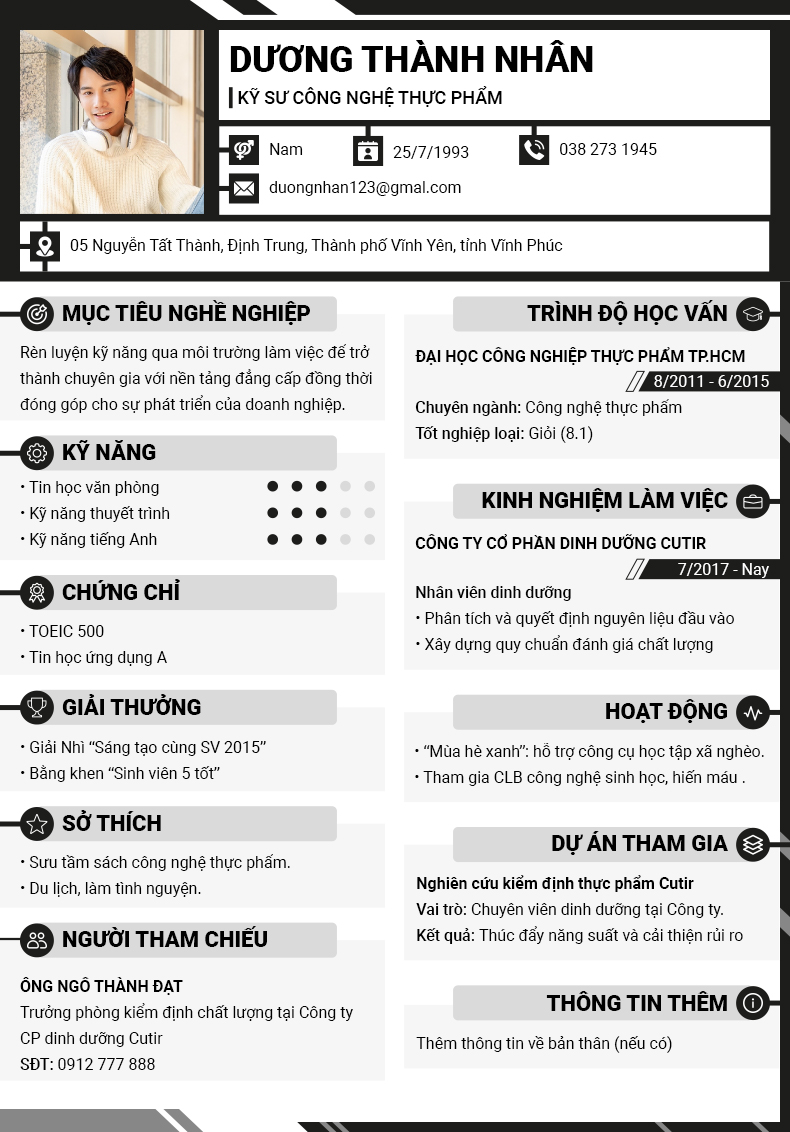 DƯƠNG THÀNH NHÂN
KỸ SƯ CÔNG NGHỆ THỰC PHẨM
Nam
25/7/1993
038 273 1945
duongnhan123@gmal.com
05 Nguyễn Tất Thành, Định Trung, Thành phố Vĩnh Yên, tỉnh Vĩnh Phúc
MỤC TIÊU NGHỀ NGHIỆP
Rèn luyện kỹ năng qua môi trường làm việc để trở
thành chuyên gia với nền tảng đẳng cấp đồng thời
đóng góp cho sự phát triển của doanh nghiệp.
KỸ NĂNG
• Tin học văn phòng
• Kỹ năng thuyết trình
• Kỹ năng tiếng Anh
CHỨNG CHỈ
• TOEIC 500
• Tin học ứng dụng A
GIẢI THƯỞNG
• Giải Nhì “Sáng tạo cùng SV 2015”
• Bằng khen “Sinh viên 5 tốt”
SỞ THÍCH
• Sưu tầm sách công nghệ thực phẩm.
• Du lịch, làm tình nguyện.
NGƯỜI THAM CHIẾU
ÔNG NGÔ THÀNH ĐẠT
Trưởng phòng kiểm định chất lượng tại Công ty
CP dinh dưỡng Cutir
SĐT: 0912 777 888
TRÌNH ĐỘ HỌC VẤN
ĐẠI HỌC CÔNG NGHIỆP THỰC PHẨM TP.HCM
8/2011 - 6/2015
Chuyên ngành: Công nghệ thực phẩm
Tốt nghiệp loại: Giỏi (8.1)
KINH NGHIỆM LÀM VIỆC
CÔNG TY CỔ PHẦN DINH DƯỠNG CUTIR
7/2017 - Nay
Nhân viên dinh dưỡng
• Phân tích và quyết định nguyên liệu đầu vào
• Xây dựng quy chuẩn đánh giá chất lượng
HOẠT ĐỘNG
• “Mùa hè xanh”: hỗ trợ công cụ học tập xã nghèo.
• Tham gia CLB công nghệ sinh học, hiến máu .
DỰ ÁN THAM GIA
Nghiên cứu kiểm định thực phẩm Cutir
Vai trò: Chuyên viên dinh dưỡng tại Công ty.
Kết quả: Thúc đẩy năng suất và cải thiện rủi ro
THÔNG TIN THÊM
Thêm thông tin về bản thân (nếu có)